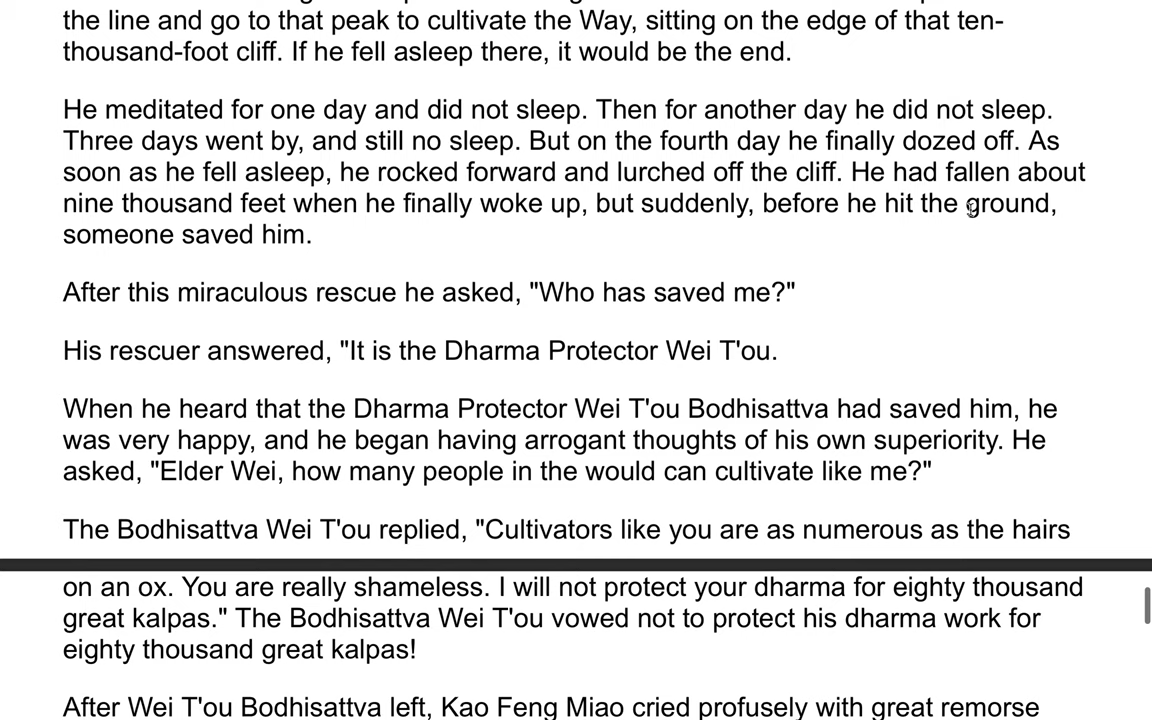 the line and go to that peak to cultivate the Way, sitting on the edge of that ten-
thousand-foot cliff. If he fell asleep there, it would be the end.
He meditated for one day and did not sleep. Then for another day he did not sleep.
Three days went by, and still no sleep. But on the fourth day he finally dozed off. As
soon as he fell asleep, he rocked forward and lurched off the cliff. He had fallen about
nine thousand feet when he finally woke up, but suddenly, before he hit the ground,
someone saved him.
After this miraculous rescue he asked, "Who has saved me?"
His rescuer answered, "It is the Dharma Protector Wei T'ou.
When he heard that the Dharma Protector Wei T'ou Bodhisattva had saved him, he
was very happy, and he began having arrogant thoughts of his own superiority. He
asked, "Elder Wei, how many people in the would can cultivate like me?"
The Bodhisattva Wei T'ou replied, "Cultivators like you are as numerous as the hairs
on an ox. You are really shameless. I will not protect your dharma for eighty thousand
great kalpas." The Bodhisattva Wei T'ou vowed not to protect his dharma work for
eighty thousand great kalpas!
After Wei T'ou Bodhisattva left, Kao Feng Miao cried profusely with great remorse